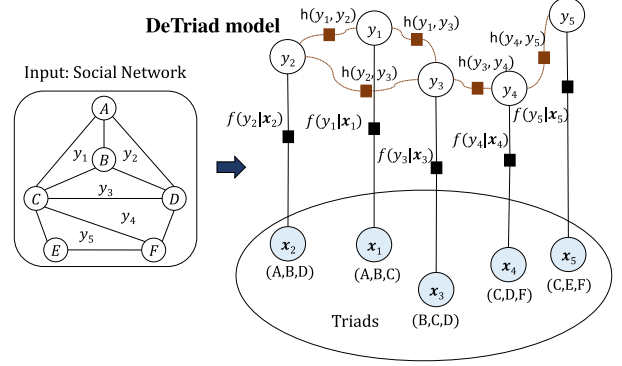 DeTriad model
Input: Social Network
A
B
C
D
E
F
y₁
y₂
y₃
y₄
y₅
h(y₁, y₂)
h(y₁, y₃)
h(y₂, y₃)
h(y₃, y₄)
h(y₄, y₅)
y₂
y₁
y₃
y₄
y₅
f(y₂|x₂)
f(y₁|x₁)
f(y₃|x₃)
f(y₄|x₄)
f(y₅|x₅)
x₂
x₁
x₃
x₄
x₅
(A,B,D)
(A,B,C)
(B,C,D)
(C,D,F)
(C,E,F)
Triads